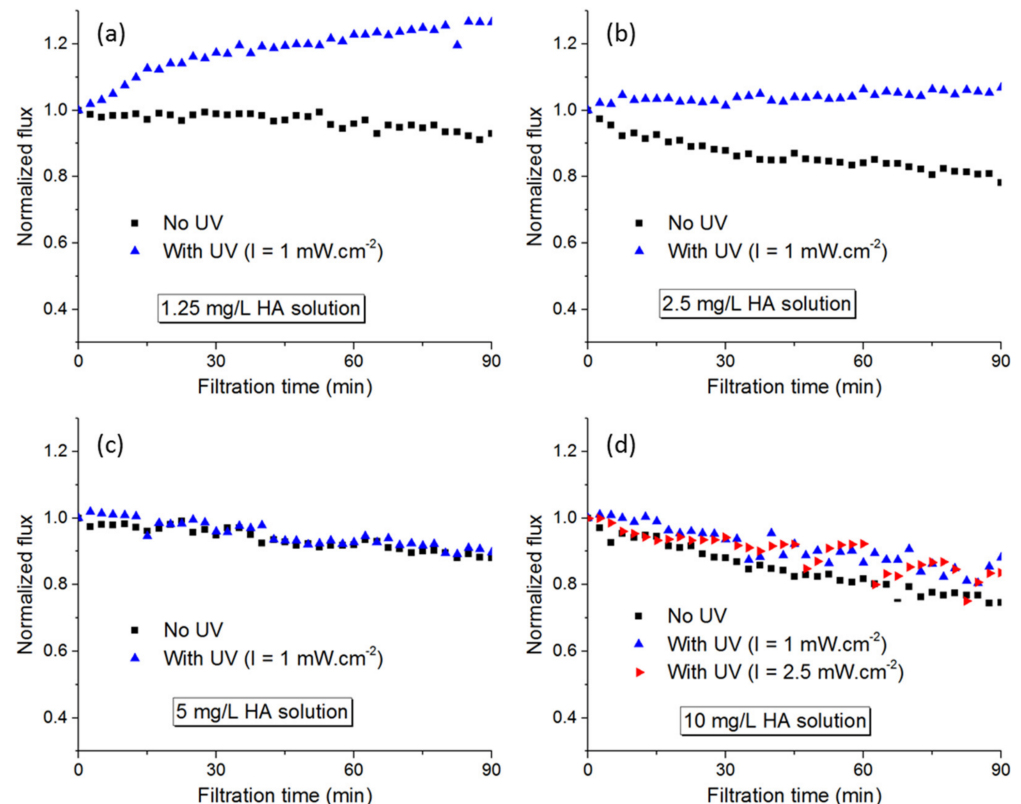 (a)
Normalized flux
1.2
1.0
0.8
0.6
0.4
No UV
With UV (I = 1 mW.cm-2)
1.25 mg/L HA solution
0 30 60 90
Filtration time (min)
(b)
Normalized flux
1.2
1.0
0.8
0.6
0.4
No UV
With UV (I = 1 mW.cm-2)
2.5 mg/L HA solution
0 30 60 90
Filtration time (min)
(c)
Normalized flux
1.2
1.0
0.8
0.6
0.4
No UV
With UV (I = 1 mW.cm-2)
5 mg/L HA solution
0 30 60 90
Filtration time (min)
(d)
Normalized flux
1.2
1.0
0.8
0.6
0.4
No UV
With UV (I = 1 mW.cm-2)
With UV (I = 2.5 mW.cm-2)
10 mg/L HA solution
0 30 60 90
Filtration time (min)